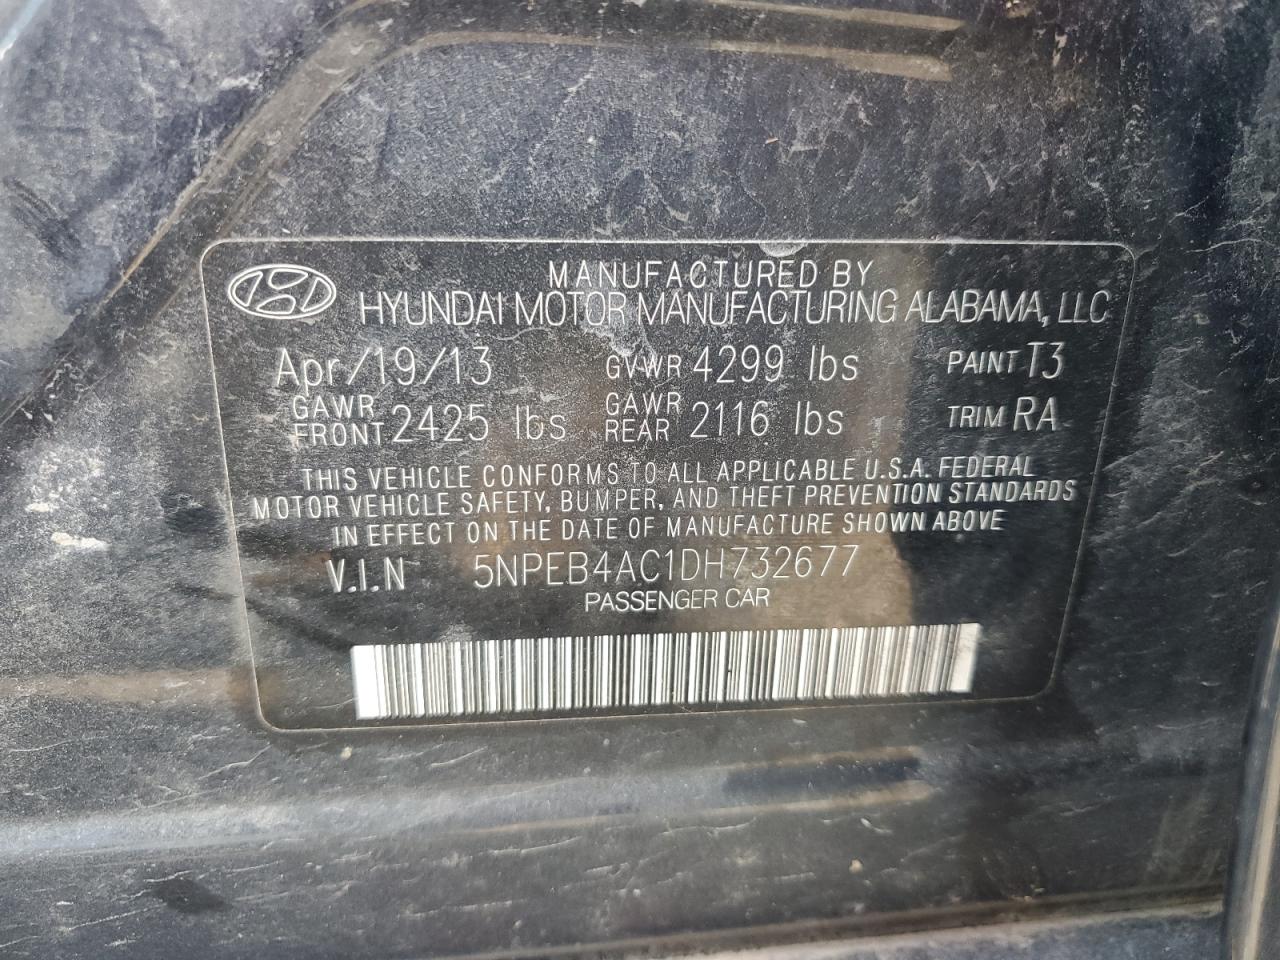 MANUFACTURED BY
HYUNDAI MOTOR MANUFACTURING ALABAMA, LLC
Apr/19/13 GVWR 4299 lbs PAINT T3
GAWR FRONT 2425 lbs GAWR REAR 2116 lbs TRIM RA
THIS VEHICLE CONFORMS TO ALL APPLICABLE U.S.A. FEDERAL
MOTOR VEHICLE SAFETY, BUMPER, AND THEFT PREVENTION STANDARDS
IN EFFECT ON THE DATE OF MANUFACTURE SHOWN ABOVE
V.I.N 5NPEB4AC1DH732677
PASSENGER CAR